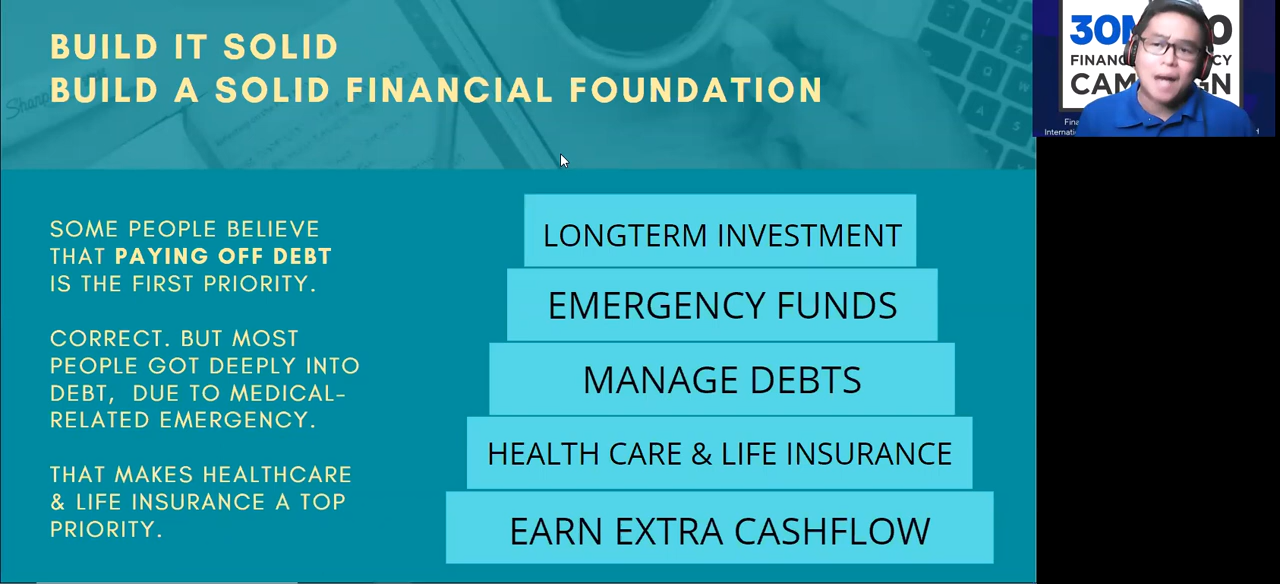 BUILD IT SOLID
BUILD A SOLID FINANCIAL FOUNDATION
SOME PEOPLE BELIEVE
THAT PAYING OFF DEBT
IS THE FIRST PRIORITY.
CORRECT. BUT MOST
PEOPLE GOT DEEPLY INTO
DEBT, DUE TO MEDICAL-
RELATED EMERGENCY.
THAT MAKES HEALTHCARE
& LIFE INSURANCE A TOP
PRIORITY.
LONGTERM INVESTMENT
EMERGENCY FUNDS
MANAGE DEBTS
HEALTH CARE & LIFE INSURANCE
EARN EXTRA CASHFLOW